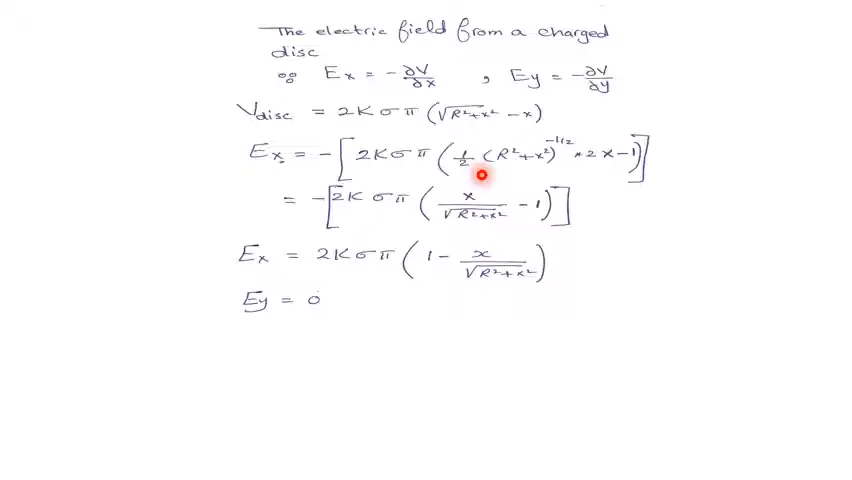 The electric field from a charged
disc
∵ Ex = -∂V/∂x , Ey = -∂V/∂y
Vdisc = 2Kσπ(√R²+x² - x)
Ex = -[2Kσπ(1/2 (R²+x²)^-1/2 * 2x-1)]
= -[2Kσπ(x/√R²+x² - 1)]
Ex = 2Kσπ(1 - x/√R²+x²)
Ey = 0